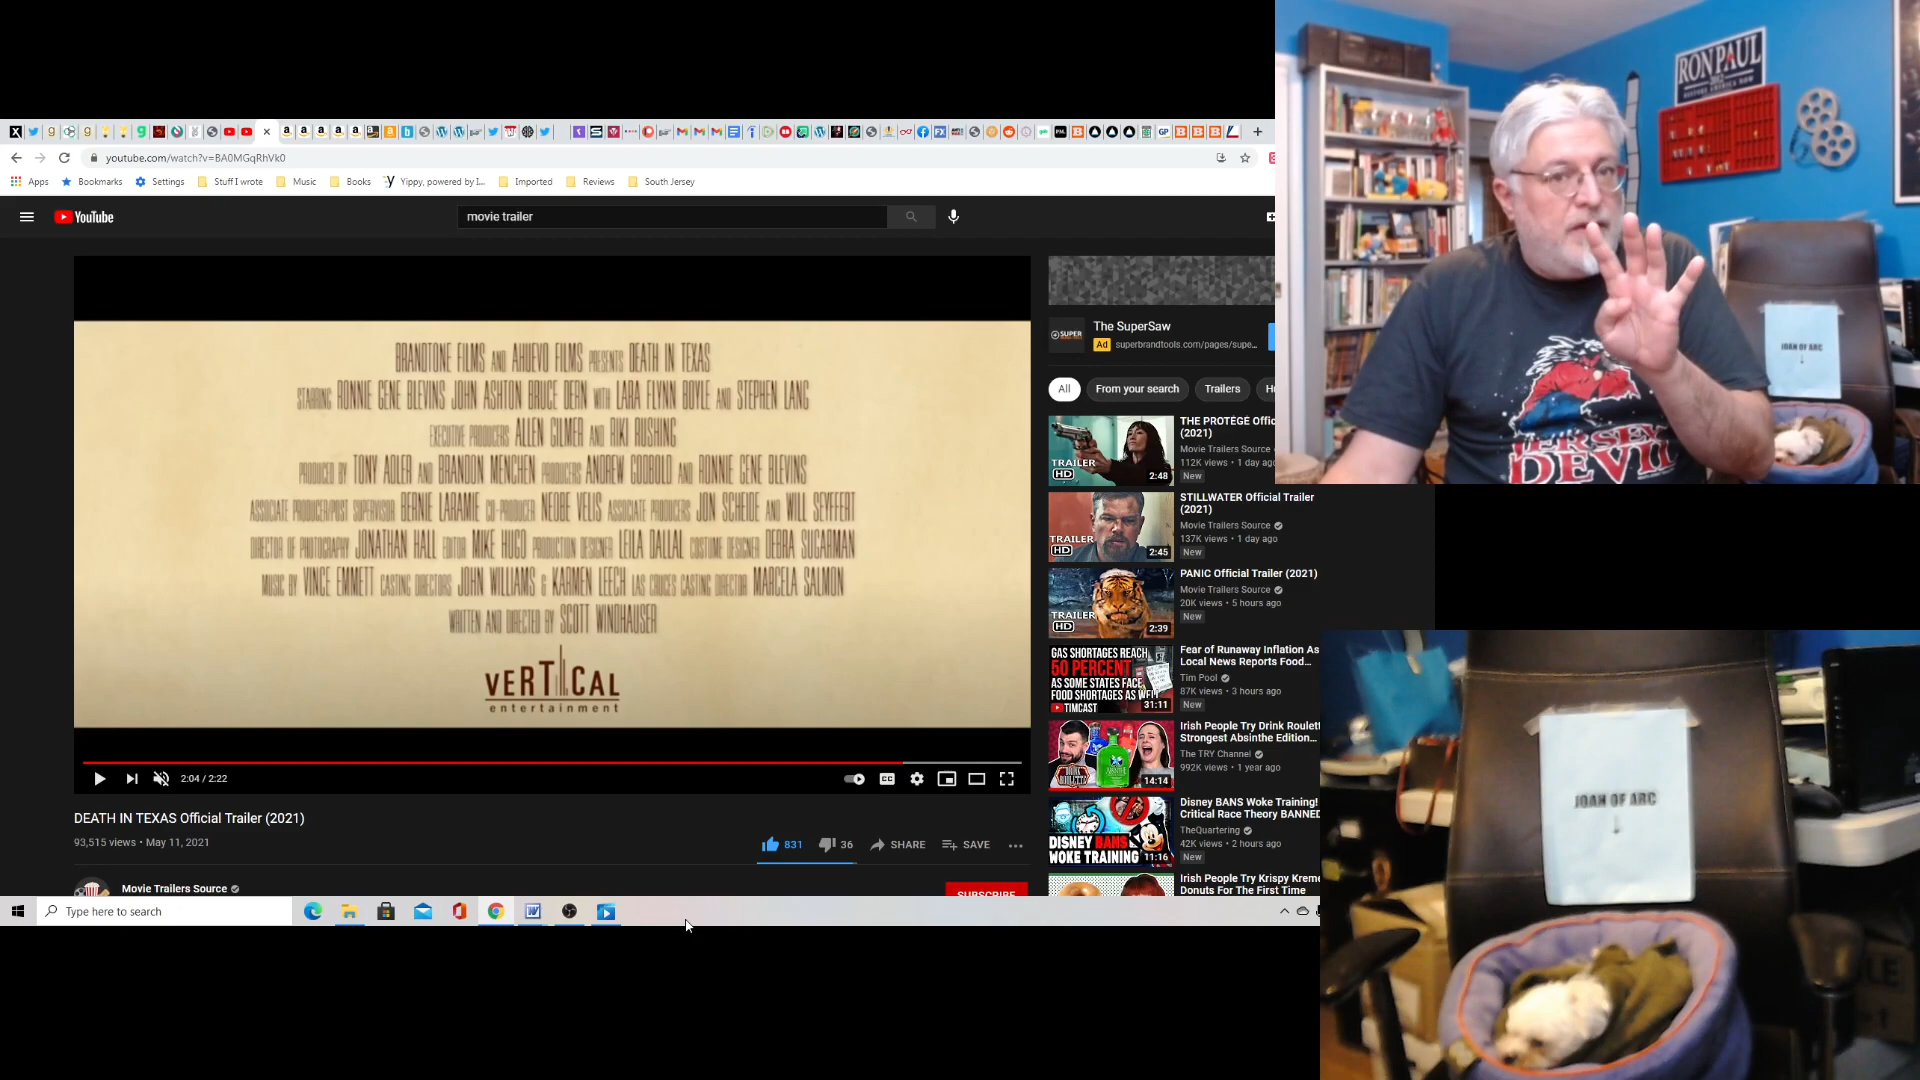 youtube.com/watch?v=BA0MGqRhVk0
Apps Bookmarks Settings Stuff I wrote Music Books Yippy, powered by I... Imported Reviews South Jersey
YouTube
movie trailer
BRANDTONE FILMS AND AHUEVO FILMS PRESENTS DEATH IN TEXAS
STARRING RONNIE GENE BLEVINS JOHN ASHTON BRUCE DERN WITH LARA FLYNN BOYLE AND STEPHEN LANG
EXECUTIVE PRODUCERS ALLEN GILMER AND RIKI RUSHING
PRODUCED BY TONY ADLER AND BRANDON MENCHEN PRODUCERS ANDREW COBBOLD AND RONNIE GENE BLEVINS
ASSOCIATE PRODUCER/POST SUPERVISOR BERNIE LARAMIE CO-PRODUCER NEOBE VELIS ASSOCIATE PRODUCERS JON SCHEIDE AND WILL SEYFFERT
DIRECTOR OF PHOTOGRAPHY JONATHAN HALL EDITOR MIKE HUGO PRODUCTION DESIGNER LEILA DALLAL COSTUME DESIGNER DEBRA SUGARMAN
MUSIC BY VINCE EMMETT CASTING DIRECTORS JOHN WILLIAMS & KARMEN LEECH LAS CRUCES CASTING DIRECTOR MARCELA SALMON
WRITTEN AND DIRECTED BY SCOTT WINDHAUSER
VERTICAL
entertainment
2:04 / 2:22
CC
DEATH IN TEXAS Official Trailer (2021)
93,515 views • May 11, 2021
831 36 SHARE SAVE
Movie Trailers Source
SUBSCRIBE
SUPER
The SuperSaw
Ad superbrandtools.com/pages/supe...
All From your search Trailers
THE PROTÉGÉ Offic
(2021)
Movie Trailers Source
112K views • 1 day ago
New
TRAILER
HD
2:48
STILLWATER Official Trailer
(2021)
Movie Trailers Source
137K views • 1 day ago
New
TRAILER
HD
2:45
PANIC Official Trailer (2021)
Movie Trailers Source
20K views • 5 hours ago
New
TRAILER
HD
2:39
Fear of Runaway Inflation As
Local News Reports Food...
Tim Pool
87K views • 3 hours ago
New
GAS SHORTAGES REACH
50 PERCENT
AS SOME STATES FACE
FOOD SHORTAGES AS WELL
TIMCAST
31:11
Irish People Try Drink Roulett
Strongest Absinthe Edition...
The TRY Channel
992K views • 1 year ago
14:14
Disney BANS Woke Training!
Critical Race Theory BANNED
TheQuartering
42K views • 2 hours ago
New
DISNEY BANS
WOKE TRAINING
11:16
Irish People Try Krispy Kreme
Donuts For The First Time
Type here to search
RON PAUL
JOAN OF ARC
JERSEY
DEVIL
JOAN OF ARC